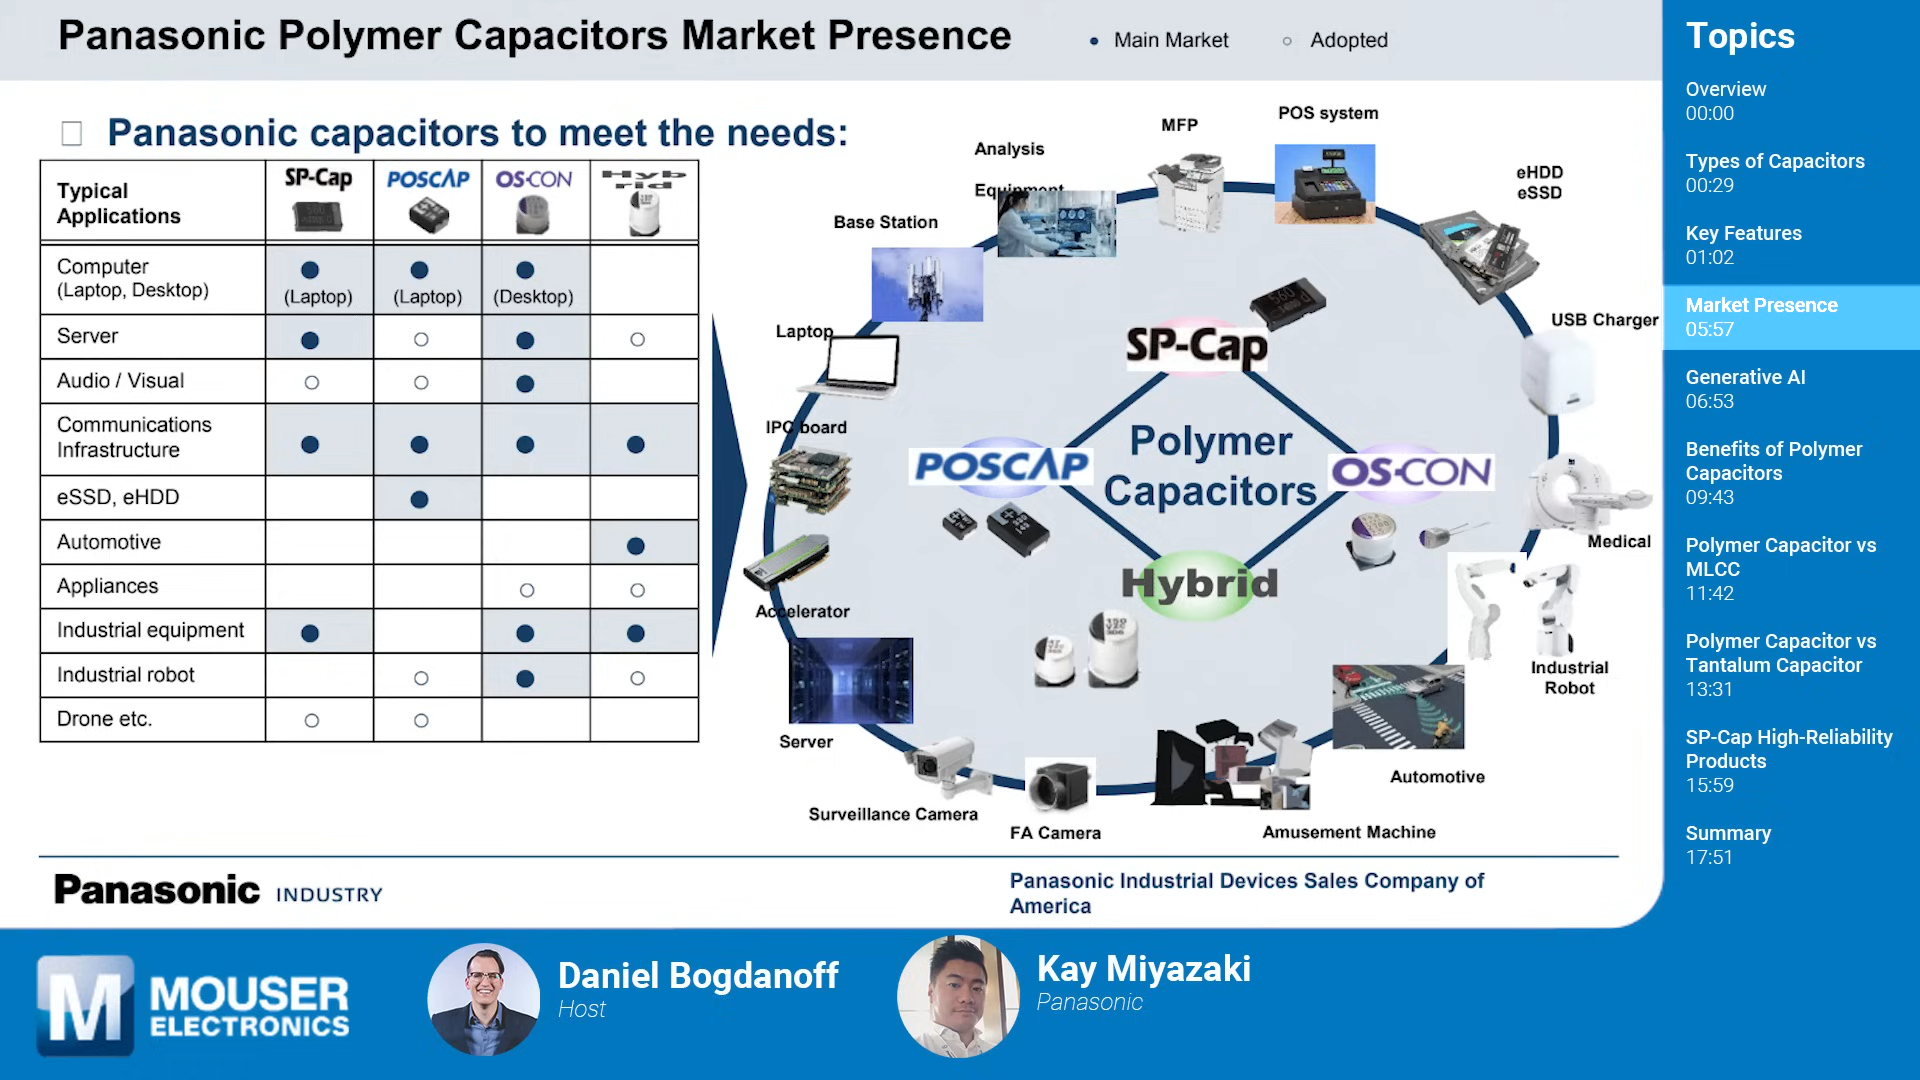 Panasonic Polymer Capacitors Market Presence
• Main Market
○ Adopted
Panasonic capacitors to meet the needs:
Typical
Applications
SP-Cap
POSCAP
OS-CON
Hyb
rid
Computer
(Laptop, Desktop)
●
●
●
(Laptop)
(Laptop)
(Desktop)
Server
● ○ ● ○
Audio / Visual
○ ○ ●
Communications
Infrastructure
● ● ● ●
eSSD, eHDD
●
Automotive
●
Appliances
○ ○
Industrial equipment
● ● ●
Industrial robot
○ ● ○
Drone etc.
○ ○
Analysis
Equipment
MFP
POS system
eHDD
eSSD
Base Station
USB Charger
Laptop
IPC board
Accelerator
Server
Surveillance Camera
FA Camera
Amusement Machine
Automotive
Industrial
Robot
Medical
SP-Cap
POSCAP
Polymer
Capacitors
OS-CON
Hybrid
Panasonic INDUSTRY
Panasonic Industrial Devices Sales Company of
America
Topics
Overview
00:00
Types of Capacitors
00:29
Key Features
01:02
Market Presence
05:57
Generative AI
06:53
Benefits of Polymer
Capacitors
09:43
Polymer Capacitor vs
MLCC
11:42
Polymer Capacitor vs
Tantalum Capacitor
13:31
SP-Cap High-Reliability
Products
15:59
Summary
17:51
M MOUSER
ELECTRONICS
Daniel Bogdanoff
Host
Kay Miyazaki
Panasonic